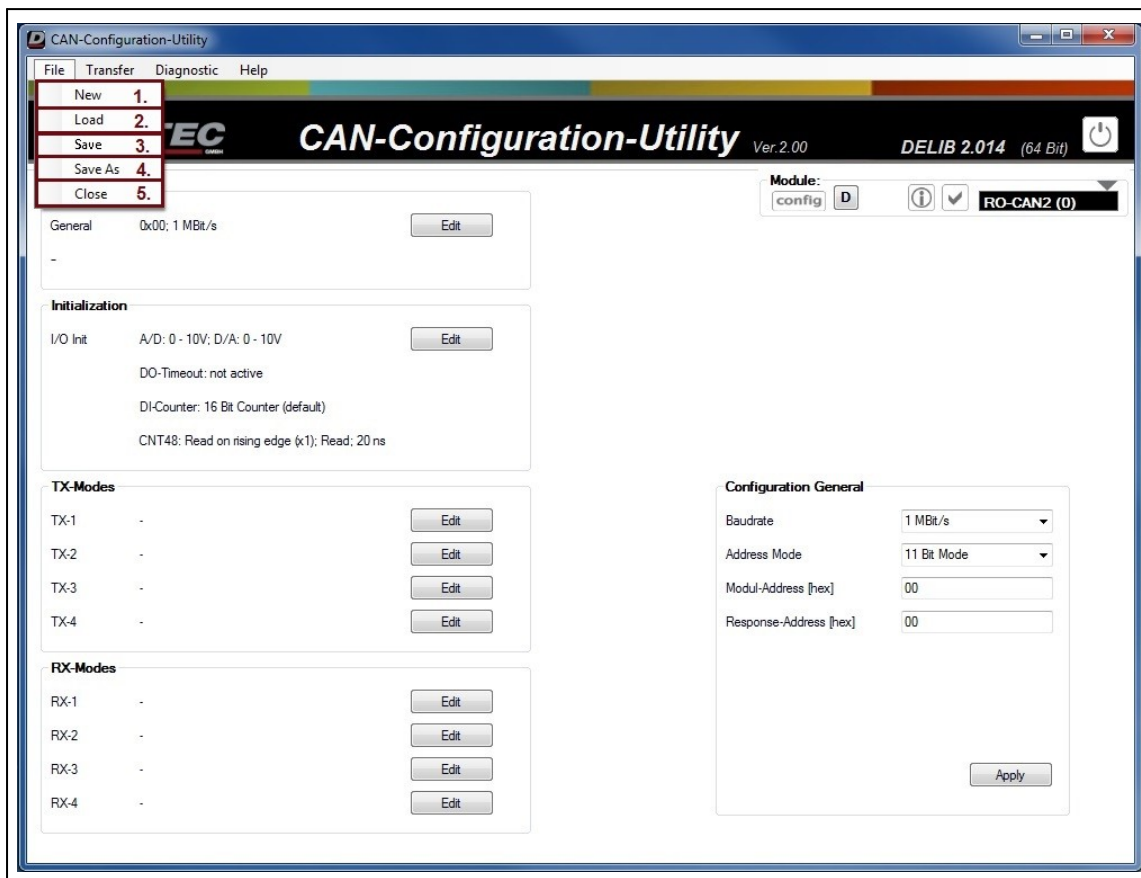 CAN-Configuration-Utility
File Transfer Diagnostic Help
New 1.
Load 2.
Save 3.
Save As 4.
Close 5.
TEC
GMBH
CAN-Configuration-Utility Ver.2.00
DELIB 2.014 (64 Bit)
Module:
config D
RO-CAN2 (0)
General 0x00; 1 MBit/s Edit
-
Initialization
I/O Init A/D: 0 - 10V; D/A: 0 - 10V Edit
DO-Timeout: not active
DI-Counter: 16 Bit Counter (default)
CNT48: Read on rising edge (x1); Read; 20 ns
TX-Modes
TX-1 - Edit
TX-2 - Edit
TX-3 - Edit
TX-4 - Edit
RX-Modes
RX-1 - Edit
RX-2 - Edit
RX-3 - Edit
RX-4 - Edit
Configuration General
Baudrate 1 MBit/s
Address Mode 11 Bit Mode
Modul-Address [hex] 00
Response-Address [hex] 00
Apply